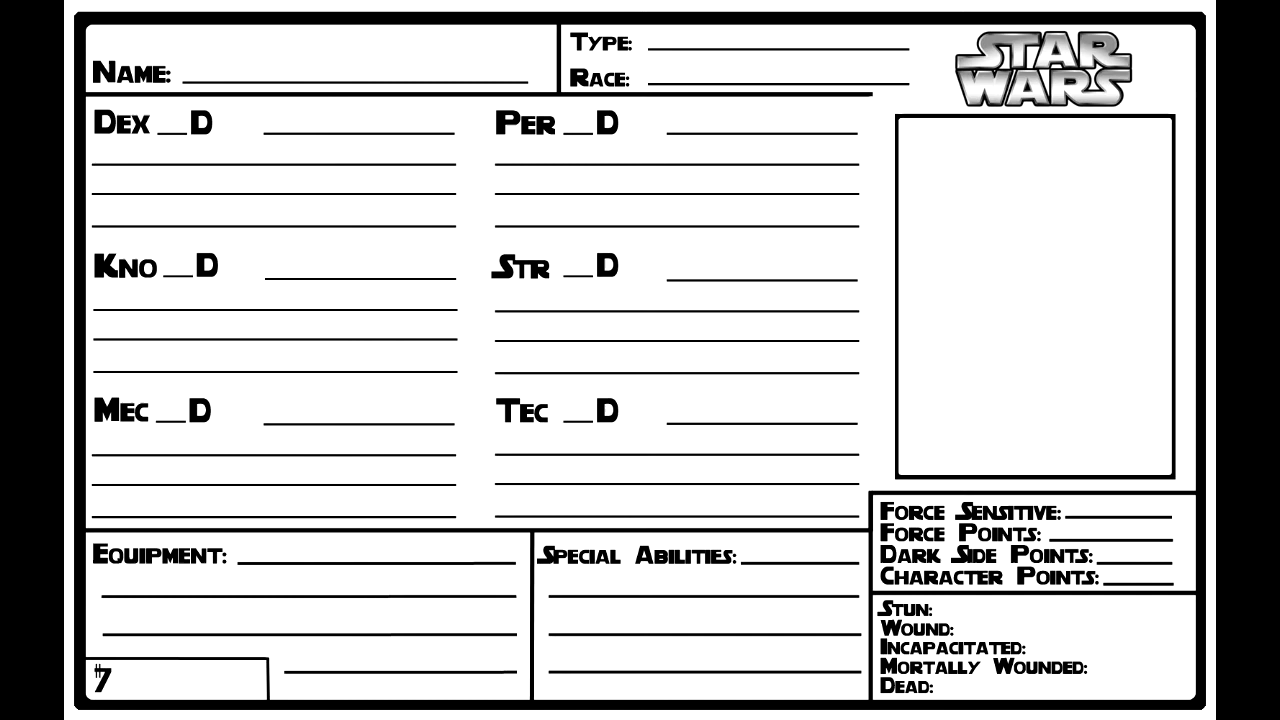 Name:
Type:
Race:
STAR WARS
Dex __D
Per __D
Kno __D
Str __D
Mec __D
Tec __D
Equipment:
Special Abilities:
Force Sensitive:
Force Points:
Dark Side Points:
Character Points:
Stun:
Wound:
Incapacitated:
Mortally Wounded:
Dead:
#7